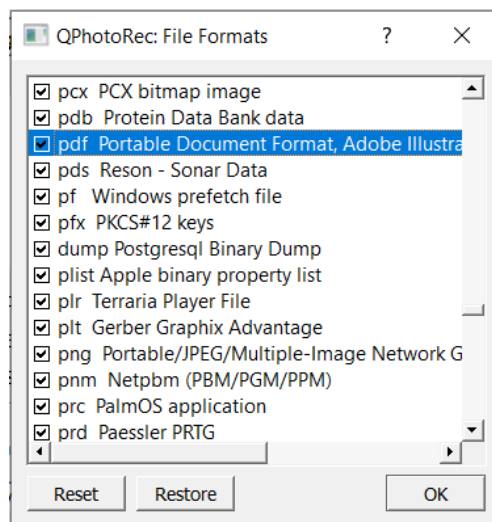 QPhotoRec: File Formats ?
pcx PCX bitmap image
pdb Protein Data Bank data
pdf Portable Document Format, Adobe Illustra
pds Reson - Sonar Data
pf Windows prefetch file
pfx PKCS#12 keys
dump Postgresql Binary Dump
plist Apple binary property list
plr Terraria Player File
plt Gerber Graphix Advantage
png Portable/JPEG/Multiple-Image Network G
pnm Netpbm (PBM/PGM/PPM)
prc PalmOS application
prd Paessler PRTG
Reset Restore OK